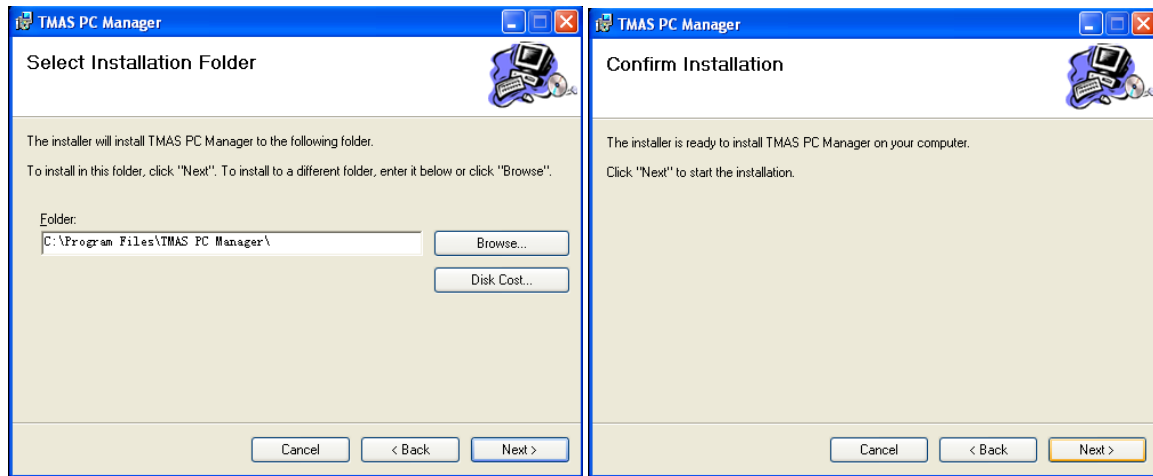 TMAS PC Manager
Select Installation Folder
The installer will install TMAS PC Manager to the following folder.
To install in this folder, click "Next". To install to a different folder, enter it below or click "Browse".
Folder:
C:\Program Files\TMAS PC Manager\
Browse...
Disk Cost...
Cancel
< Back
Next >
TMAS PC Manager
Confirm Installation
The installer is ready to install TMAS PC Manager on your computer.
Click "Next" to start the installation.
Cancel
< Back
Next >